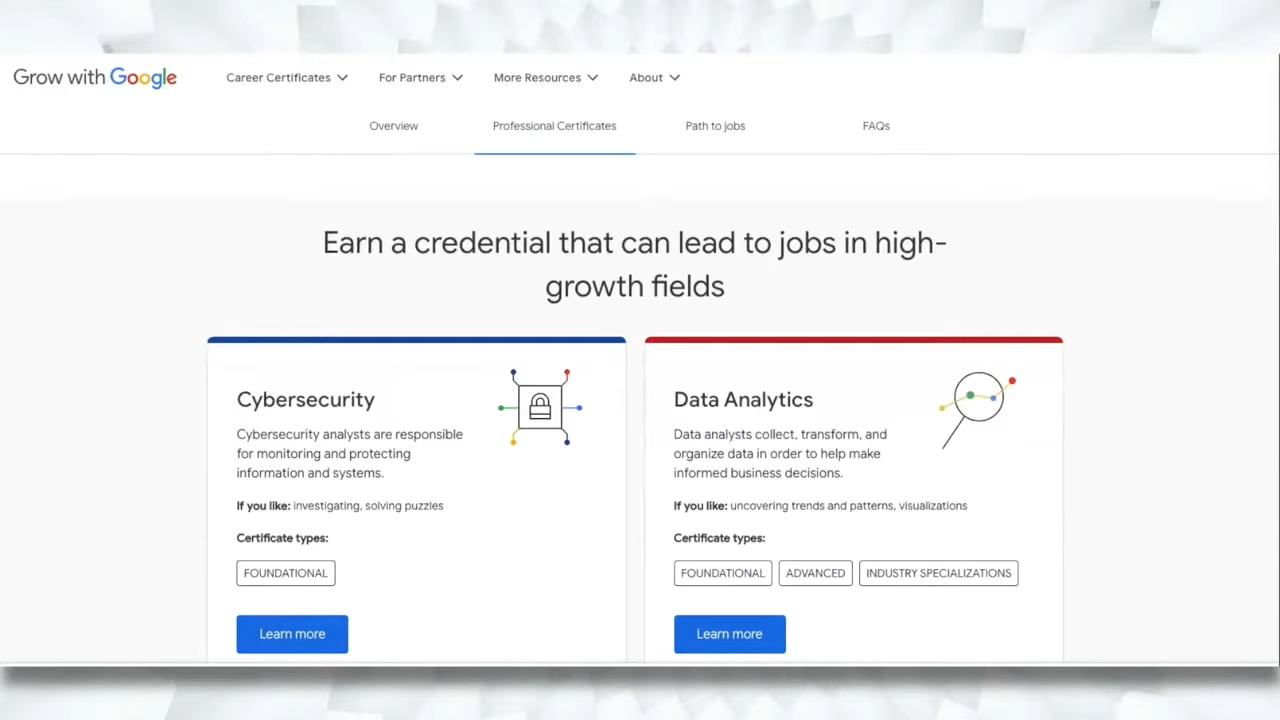 Grow with Google
Career Certificates
For Partners
More Resources
About
Overview
Professional Certificates
Path to jobs
FAQs
Earn a credential that can lead to jobs in high-
growth fields
Cybersecurity
Cybersecurity analysts are responsible
for monitoring and protecting
information and systems.
If you like: investigating, solving puzzles
Certificate types:
FOUNDATIONAL
Learn more
Data Analytics
Data analysts collect, transform, and
organize data in order to help make
informed business decisions.
If you like: uncovering trends and patterns, visualizations
Certificate types:
FOUNDATIONAL
ADVANCED
INDUSTRY SPECIALIZATIONS
Learn more